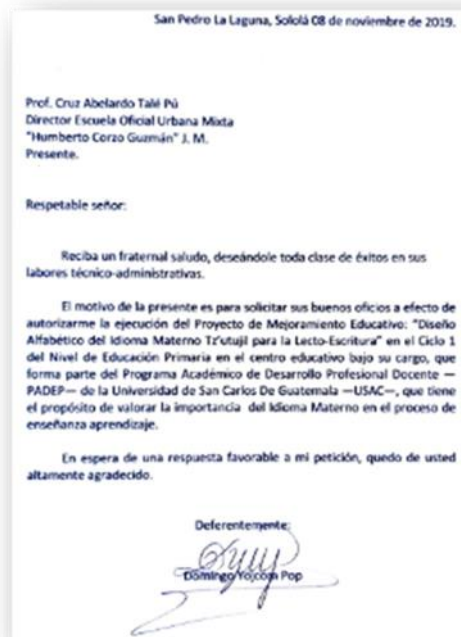 San Pedro La Laguna, Sololá 08 de noviembre de 2019.
Prof. Cruz Abelardo Talé Pú
Director Escuela Oficial Urbana Mixta
"Humberto Corzo Guzmán" J. M.
Presente.
Respetable señor:
Reciba un fraternal saludo, deseándole toda clase de éxitos en sus
labores técnico-administrativas.
El motivo de la presente es para solicitar sus buenos oficios a efecto de
autorizarme la ejecución del Proyecto de Mejoramiento Educativo: "Diseño
Alfabético del Idioma Materno Tz'utujil para la Lecto-Escritura" en el Ciclo 1
del Nivel de Educación Primaria en el centro educativo bajo su cargo, que
forma parte del Programa Académico de Desarrollo Profesional Docente —
PADEP— de la Universidad de San Carlos De Guatemala —USAC—, que tiene
el propósito de valorar la importancia del Idioma Materno en el proceso de
enseñanza aprendizaje.
En espera de una respuesta favorable a mi petición, quedo de usted
altamente agradecido.
Deferentemente:
Domingo Yojcom Pop